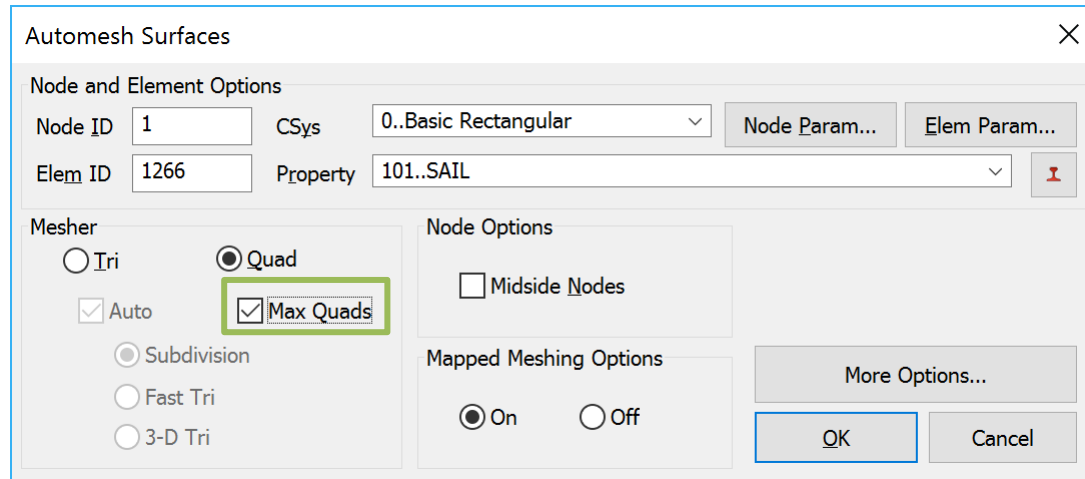 Automesh Surfaces
Node and Element Options
Node ID 1 CSys 0..Basic Rectangular Node Param... Elem Param...
Elem ID 1266 Property 101..SAIL
Mesher
Tri Quad
Auto Max Quads
Subdivision
Fast Tri
3-D Tri
Node Options
Midside Nodes
Mapped Meshing Options
On Off
More Options...
OK Cancel